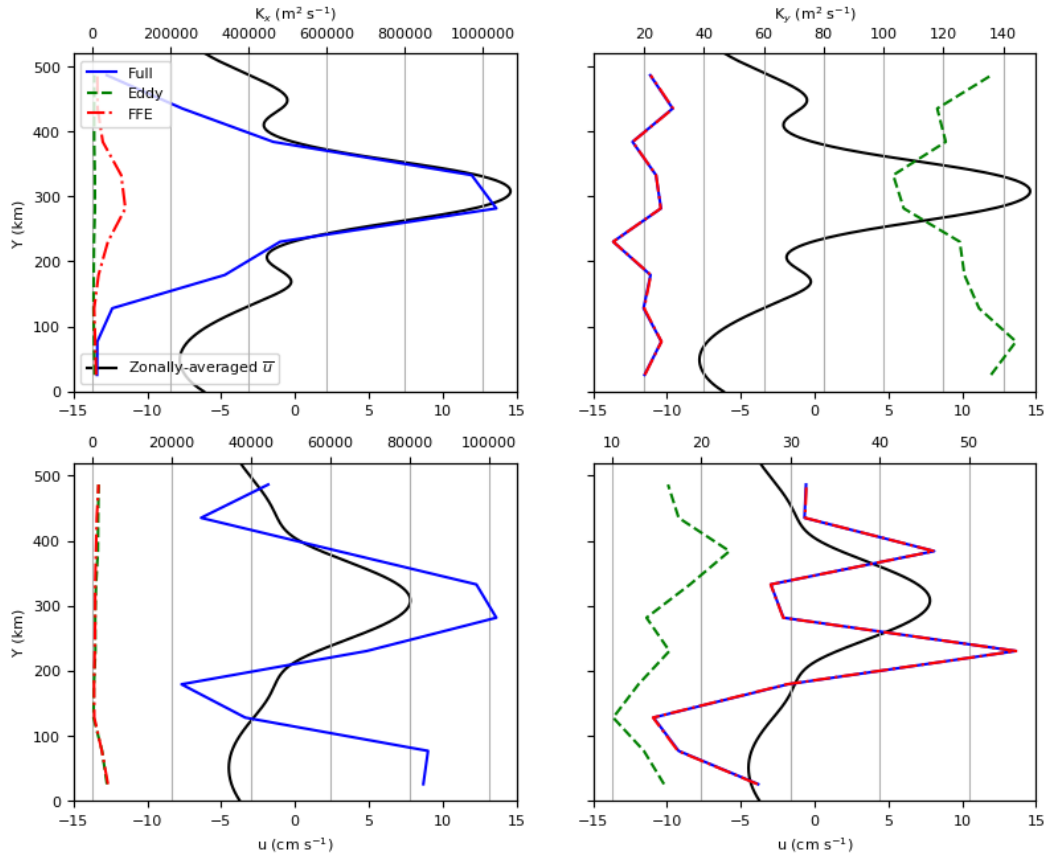 Kₓ (m² s⁻¹)
0 200000 400000 600000 800000 1000000
Y (km)
500
400
300
200
100
0
Full
Eddy
FFE
Zonally-averaged u̅
−15 −10 −5 0 5 10 15
K_y (m² s⁻¹)
20 40 60 80 100 120 140
−15 −10 −5 0 5 10 15
0 20000 40000 60000 80000 100000
Y (km)
500
400
300
200
100
0
−15 −10 −5 0 5 10 15
u (cm s⁻¹)
10 20 30 40 50
−15 −10 −5 0 5 10 15
u (cm s⁻¹)